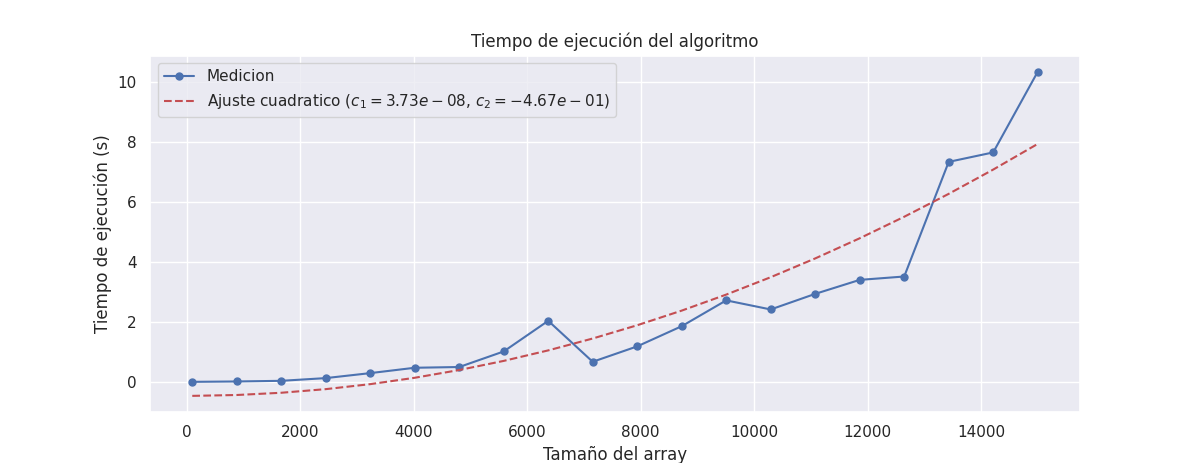 Tiempo de ejecución del algoritmo
Medicion
Ajuste cuadratico (c₁ = 3.73e − 08, c₂ = −4.67e − 01)
Tiempo de ejecución (s)
10
8
6
4
2
0
0 2000 4000 6000 8000 10000 12000 14000
Tamaño del array